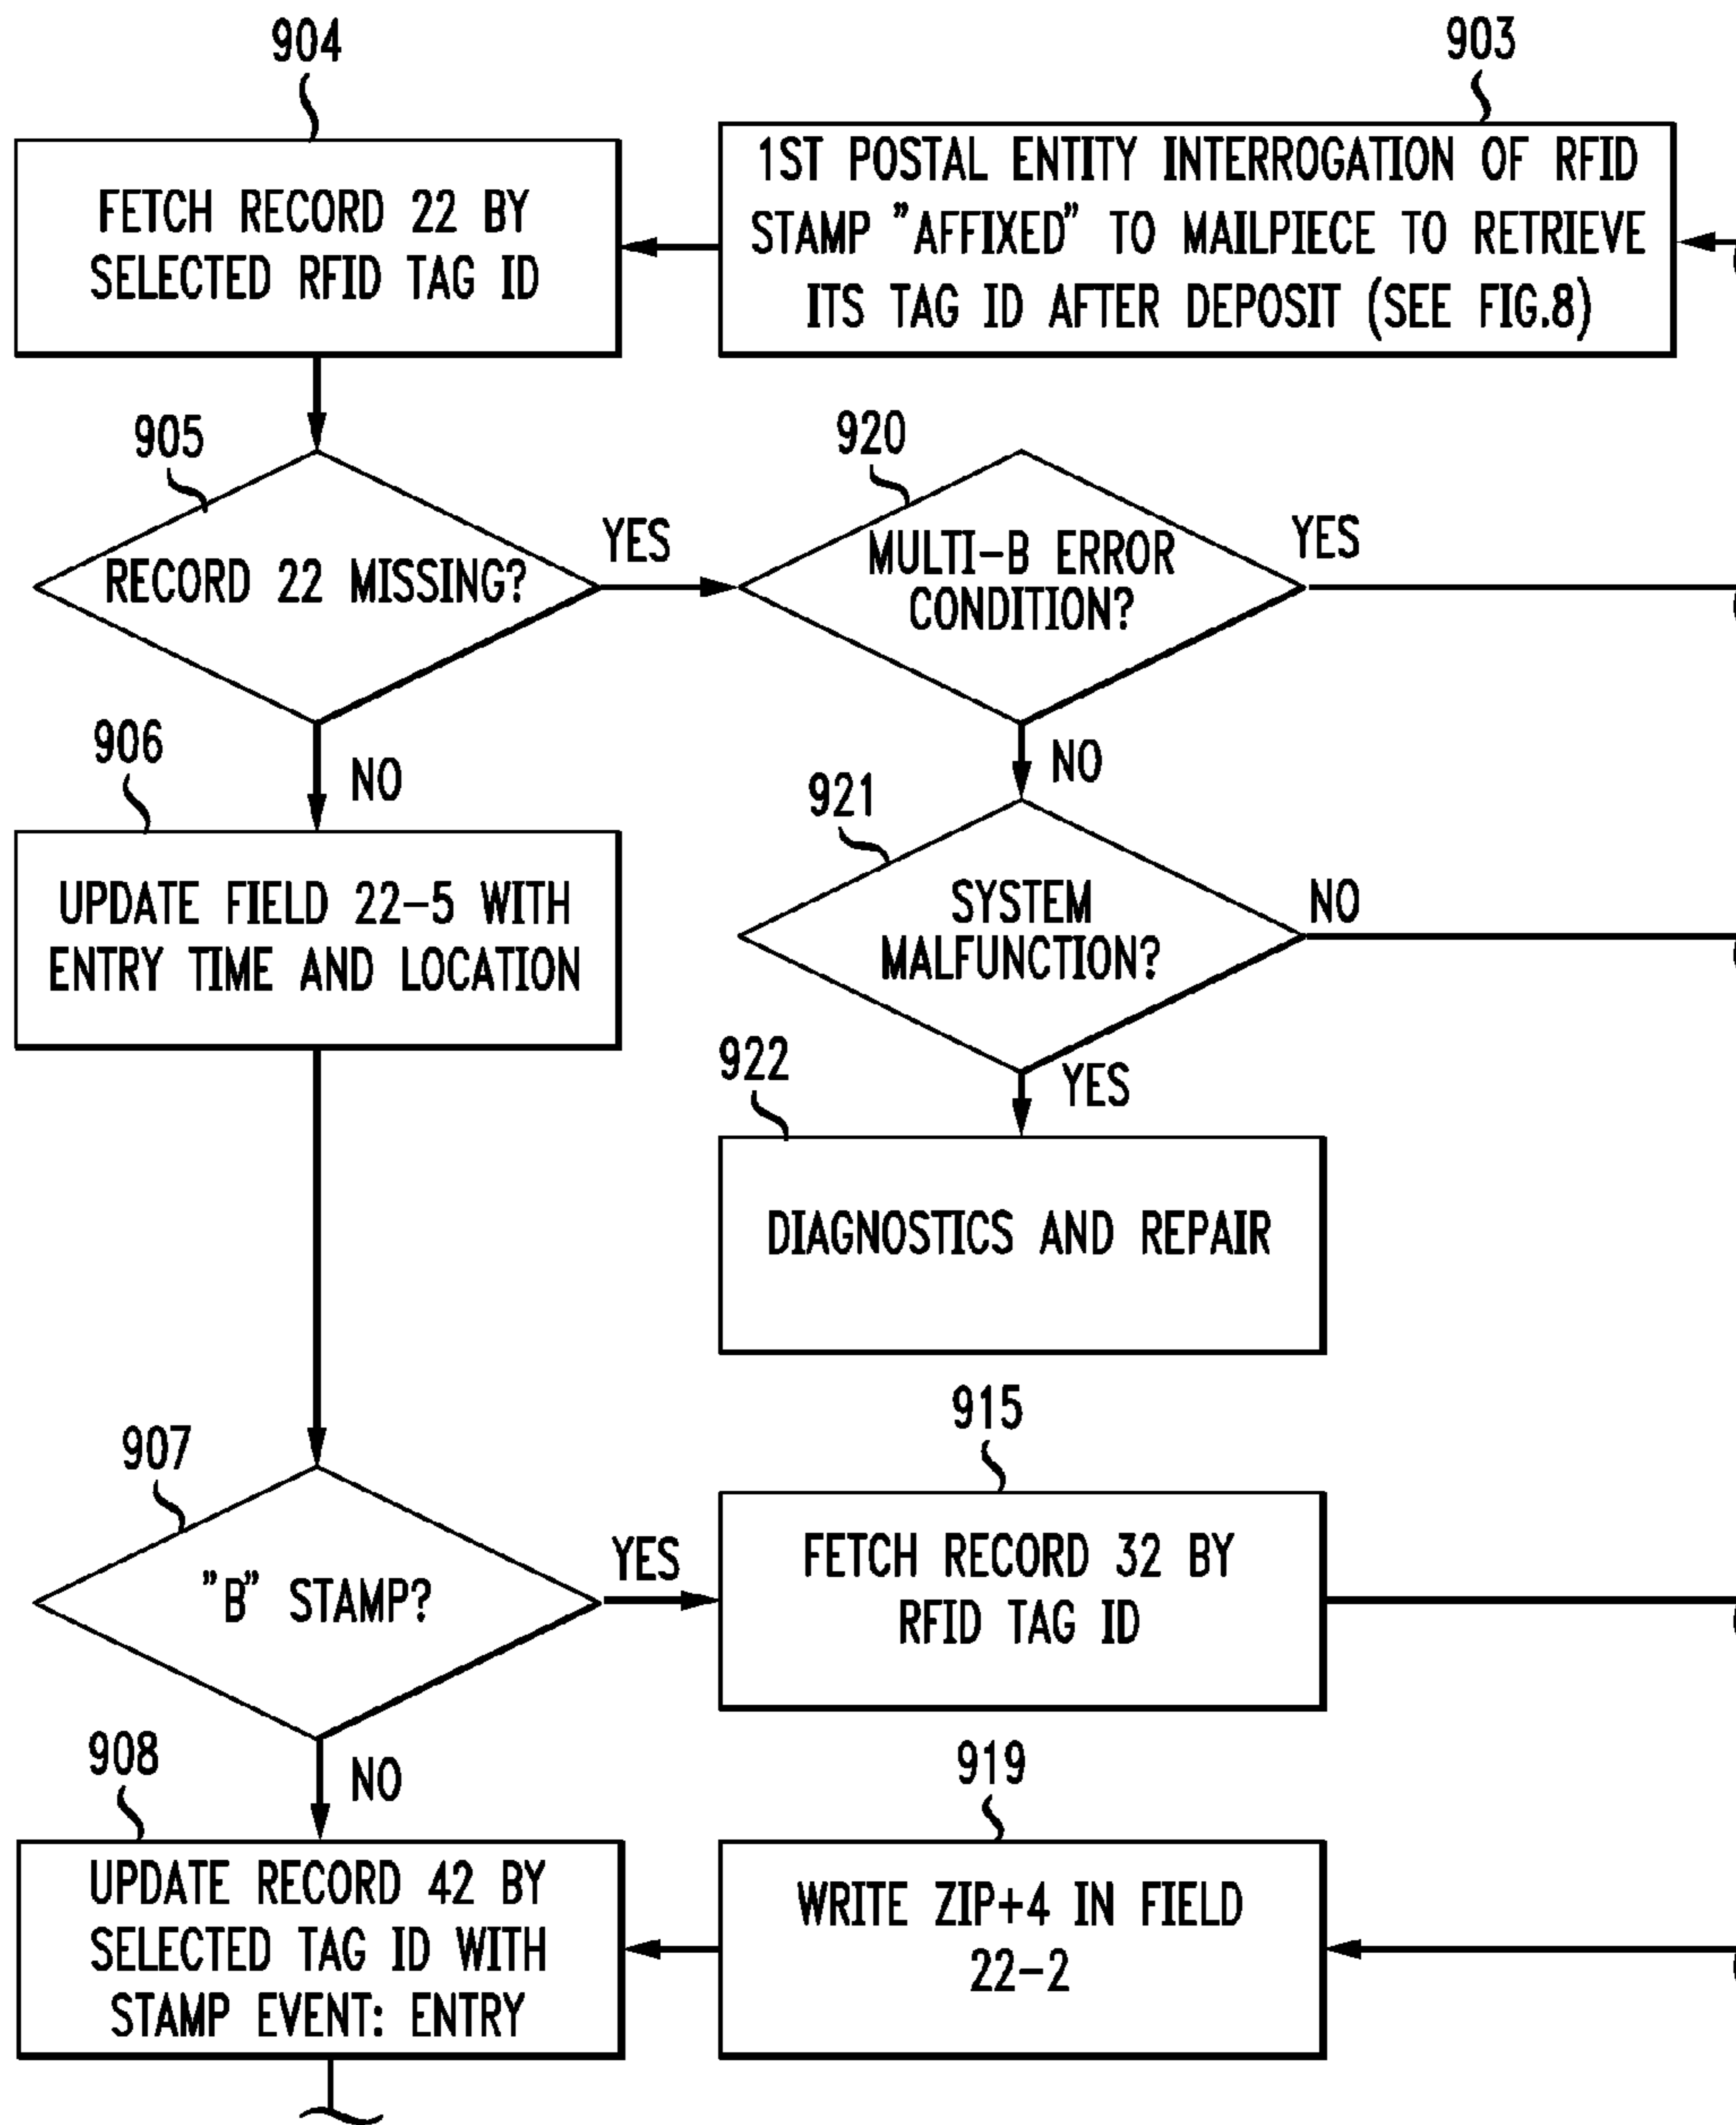 904
903
FETCH RECORD 22 BY
SELECTED RFID TAG ID
1ST POSTAL ENTITY INTERROGATION OF RFID
STAMP "AFFIXED" TO MAILPIECE TO RETRIEVE
ITS TAG ID AFTER DEPOSIT (SEE FIG.8)
905
RECORD 22 MISSING?
YES
920
MULTI-B ERROR
CONDITION?
YES
NO
NO
906
UPDATE FIELD 22-5 WITH
ENTRY TIME AND LOCATION
921
SYSTEM
MALFUNCTION?
NO
YES
922
DIAGNOSTICS AND REPAIR
907
"B" STAMP?
YES
915
FETCH RECORD 32 BY
RFID TAG ID
NO
908
UPDATE RECORD 42 BY
SELECTED TAG ID WITH
STAMP EVENT: ENTRY
919
WRITE ZIP+4 IN FIELD
22-2